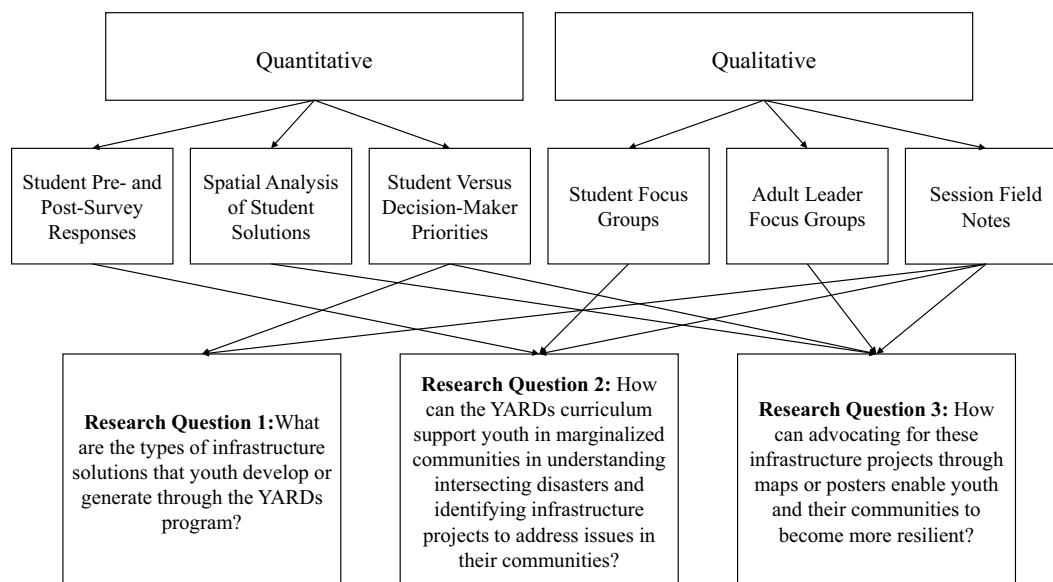 Quantitative
Qualitative
Student Pre- and
Post-Survey
Responses
Spatial Analysis
of Student
Solutions
Student Versus
Decision-Maker
Priorities
Student Focus
Groups
Adult Leader
Focus Groups
Session Field
Notes
Research Question 1:What
are the types of infrastructure
solutions that youth develop or
generate through the YARDs
program?
Research Question 2: How
can the YARDs curriculum
support youth in marginalized
communities in understanding
intersecting disasters and
identifying infrastructure
projects to address issues in
their communities?
Research Question 3: How
can advocating for these
infrastructure projects through
maps or posters enable youth
and their communities to
become more resilient?